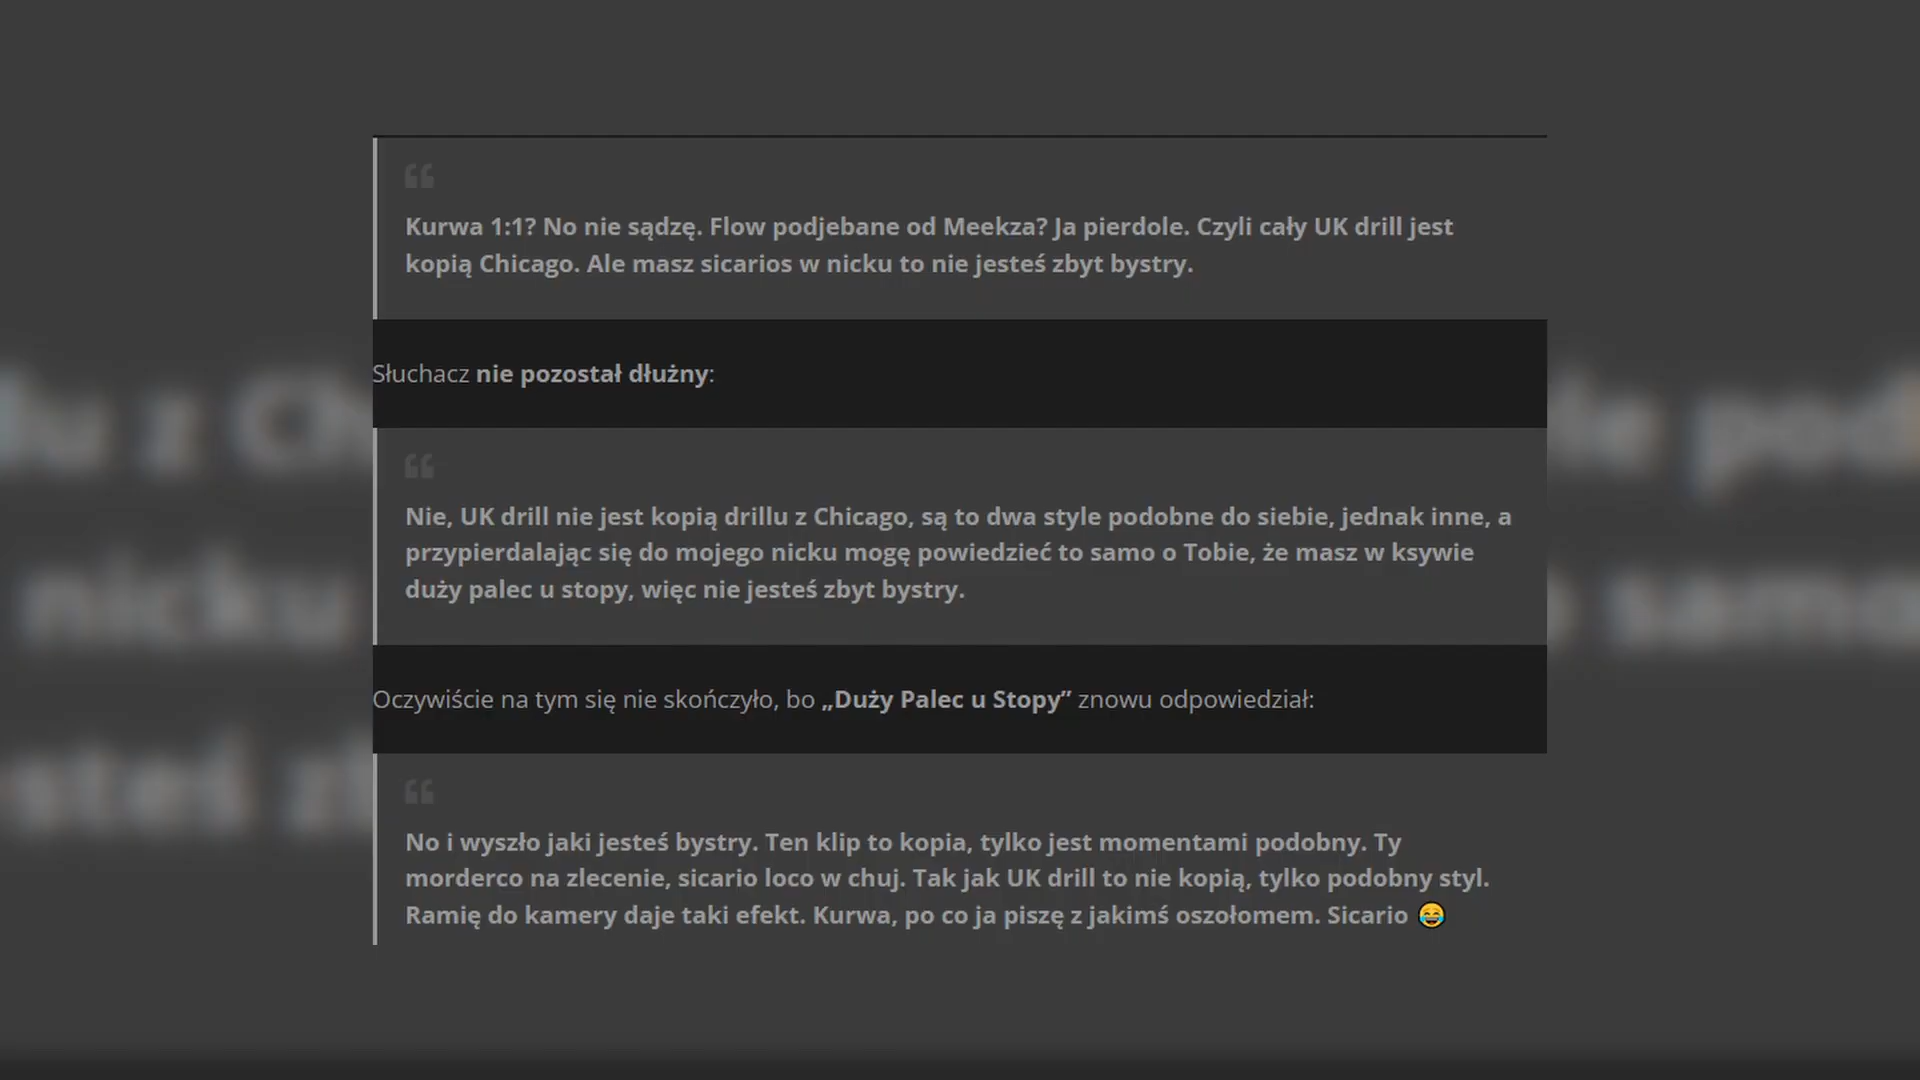 Kurwa 1:1? No nie sądzę. Flow podjebane od Meekza? Ja pierdole. Czyli cały UK drill jest
kopią Chicago. Ale masz sicarios w nicku to nie jesteś zbyt bystry.
Słuchacz nie pozostał dłużny:
Nie, UK drill nie jest kopią drillu z Chicago, są to dwa style podobne do siebie, jednak inne, a
przypierdalając się do mojego nicku mogę powiedzieć to samo o Tobie, że masz w ksywie
duży palec u stopy, więc nie jesteś zbyt bystry.
Oczywiście na tym się nie skończyło, bo „Duży Palec u Stopy” znowu odpowiedział:
No i wyszło jaki jesteś bystry. Ten klip to kopia, tylko jest momentami podobny. Ty
morderco na zlecenie, sicario loco w chuj. Tak jak UK drill to nie kopią, tylko podobny styl.
Ramię do kamery daje taki efekt. Kurwa, po co ja piszę z jakimś oszołomem. Sicario 😂